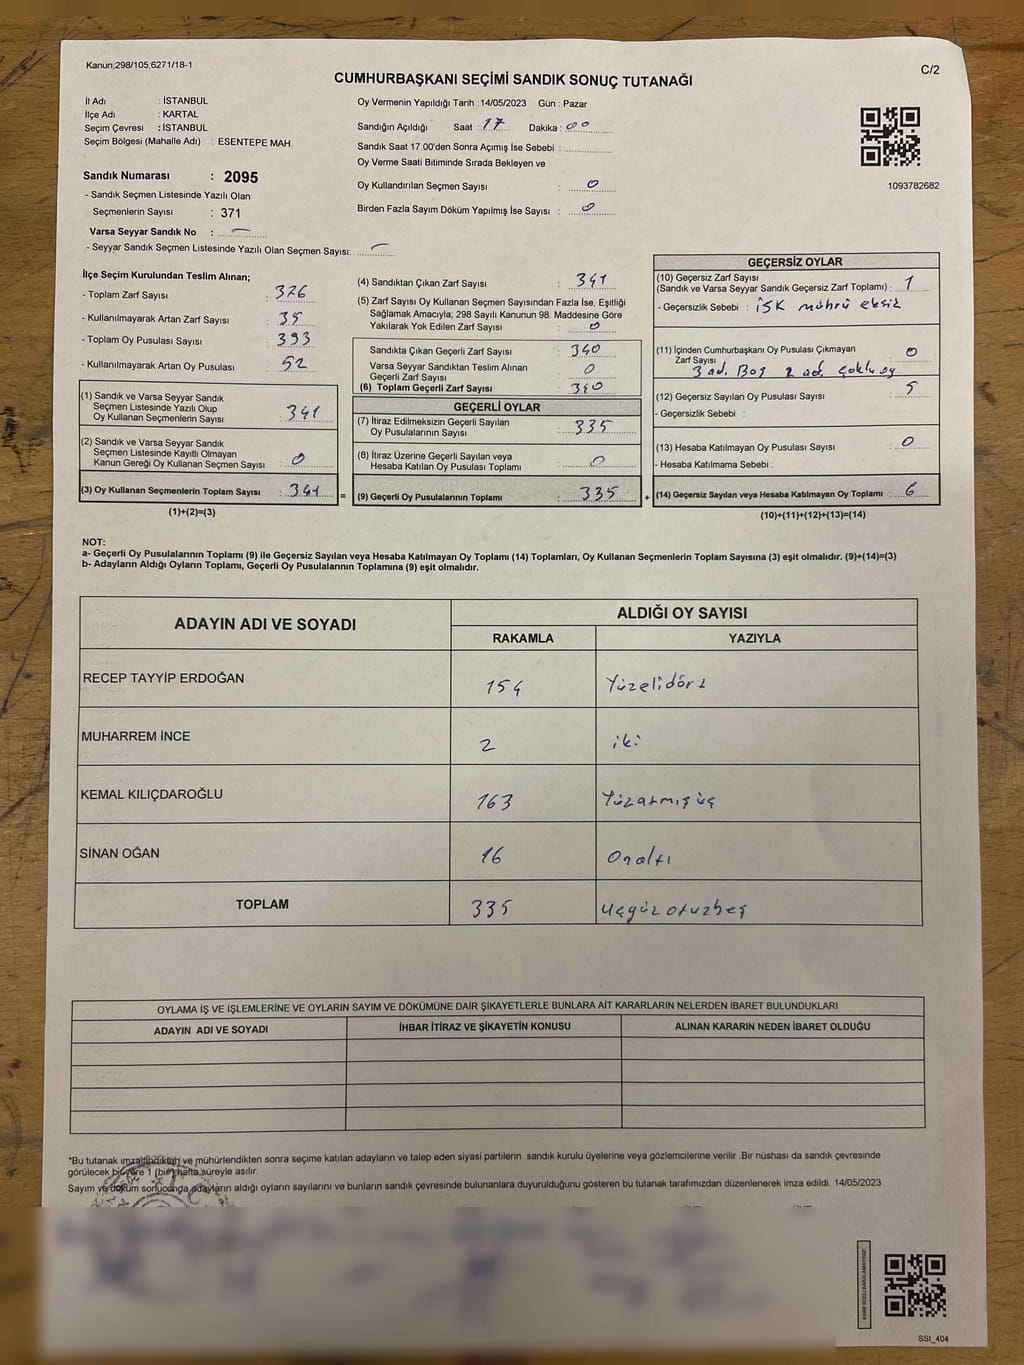 Kanun;298/105,6271/18-1
C/2
CUMHURBAŞKANI SEÇİMİ SANDIK SONUÇ TUTANAĞI
İl Adı : İSTANBUL
İlçe Adı : KARTAL
Seçim Çevresi : İSTANBUL
Seçim Bölgesi (Mahalle Adı) : ESENTEPE MAH.
Sandık Numarası : 2095
- Sandık Seçmen Listesinde Yazılı Olan
Seçmenlerin Sayısı : 371
Varsa Seyyar Sandık No :
- Seyyar Sandık Seçmen Listesinde Yazılı Olan Seçmen Sayısı:
Oy Vermenin Yapıldığı Tarih : 14/05/2023 Gün : Pazar
Sandığın Açıldığı Saat : 17 Dakika : 00
Sandık Saat 17:00'den Sonra Açımış İse Sebebi :
Oy Verme Saati Bitiminde Sırada Bekleyen ve
Oy Kullandırılan Seçmen Sayısı : 0
Birden Fazla Sayım Döküm Yapılmış İse Sayısı : 0
1093782682
İlçe Seçim Kurulundan Teslim Alınan;
- Toplam Zarf Sayısı : 376
- Kullanılmayarak Artan Zarf Sayısı : 35
- Toplam Oy Pusulası Sayısı : 393
- Kullanılmayarak Artan Oy Pusulası : 52
(1) Sandık ve Varsa Seyyar Sandık
Seçmen Listesinde Yazılı Olup
Oy Kullanan Seçmenlerin Sayısı : 341
(2) Sandık ve Varsa Seyyar Sandık
Seçmen Listesinde Kayıtlı Olmayan
Kanun Gereği Oy Kullanan Seçmen Sayısı : 0
(3) Oy Kullanan Seçmenlerin Toplam Sayısı : 341
(1)+(2)=(3)
=
(4) Sandıktan Çıkan Zarf Sayısı : 341
(5) Zarf Sayısı Oy Kullanan Seçmen Sayısından Fazla İse, Eşitliği
Sağlamak Amacıyla; 298 Sayılı Kanunun 98. Maddesine Göre
Yakılarak Yok Edilen Zarf Sayısı : 0
Sandıkta Çıkan Geçerli Zarf Sayısı : 340
Varsa Seyyar Sandıktan Teslim Alınan
Geçerli Zarf Sayısı : 0
(6) Toplam Geçerli Zarf Sayısı : 340
GEÇERLİ OYLAR
(7) İtiraz Edilmeksizin Geçerli Sayılan
Oy Pusulalarının Sayısı : 335
(8) İtiraz Üzerine Geçerli Sayılan veya
Hesaba Katılan Oy Pusulası Toplamı : 0
(9) Geçerli Oy Pusulalarının Toplamı : 335
+
GEÇERSİZ OYLAR
(10) Geçersiz Zarf Sayısı
(Sandık ve Varsa Seyyar Sandık Geçersiz Zarf Toplamı) : 1
- Geçersizlik Sebebi : İSK mührü eksik
(11) İçinden Cumhurbaşkanı Oy Pusulası Çıkmayan
Zarf Sayısı : 0
3 ad. Boş 2 ad. çoklu oy
(12) Geçersiz Sayılan Oy Pusulası Sayısı : 5
- Geçersizlik Sebebi :
(13) Hesaba Katılmayan Oy Pusulası Sayısı : 0
- Hesaba Katılmama Sebebi :
(14) Geçersiz Sayılan veya Hesaba Katılmayan Oy Toplamı : 6
(10)+(11)+(12)+(13)=(14)
NOT:
a- Geçerli Oy Pusulalarının Toplamı (9) ile Geçersiz Sayılan veya Hesaba Katılmayan Oy Toplamı (14) Toplamları, Oy Kullanan Seçmenlerin Toplam Sayısına (3) eşit olmalıdır. (9)+(14)=(3)
b- Adayların Aldığı Oyların Toplamı, Geçerli Oy Pusulalarının Toplamına (9) eşit olmalıdır.
ADAYIN ADI VE SOYADI
ALDIĞI OY SAYISI
RAKAMLA YAZIYLA
RECEP TAYYİP ERDOĞAN 154 Yüzelidört
MUHARREM İNCE 2 iki
KEMAL KILIÇDAROĞLU 163 Yüzatmışüç
SİNAN OĞAN 16 Onaltı
TOPLAM 335 üçyüzotuzbeş
OYLAMA İŞ VE İŞLEMLERİNE VE OYLARIN SAYIM VE DÖKÜMÜNE DAİR ŞİKAYETLERLE BUNLARA AİT KARARLARIN NELERDEN İBARET BULUNDUKLARI
ADAYIN ADI VE SOYADI İHBAR İTİRAZ VE ŞİKAYETİN KONUSU ALINAN KARARIN NEDEN İBARET OLDUĞU
*Bu tutanak imzalandıktan ve mühürlendikten sonra seçime katılan adayların ve talep eden siyasi partilerin sandık kurulu üyelerine veya gözlemcilerine verilir .Bir nüshası da sandık çevresinde
görülecek bir yere 1 (bir) hafta süreyle asılır.
Sayım ve döküm sonucunda adayların aldığı oyların sayılarını ve bunların sandık çevresinde bulunanlara duyurulduğunu gösteren bu tutanak tarafımızdan düzenlenerek imza edildi. 14/05/2023
KARE KODU KARALAMAYINIZ!
SSI_404